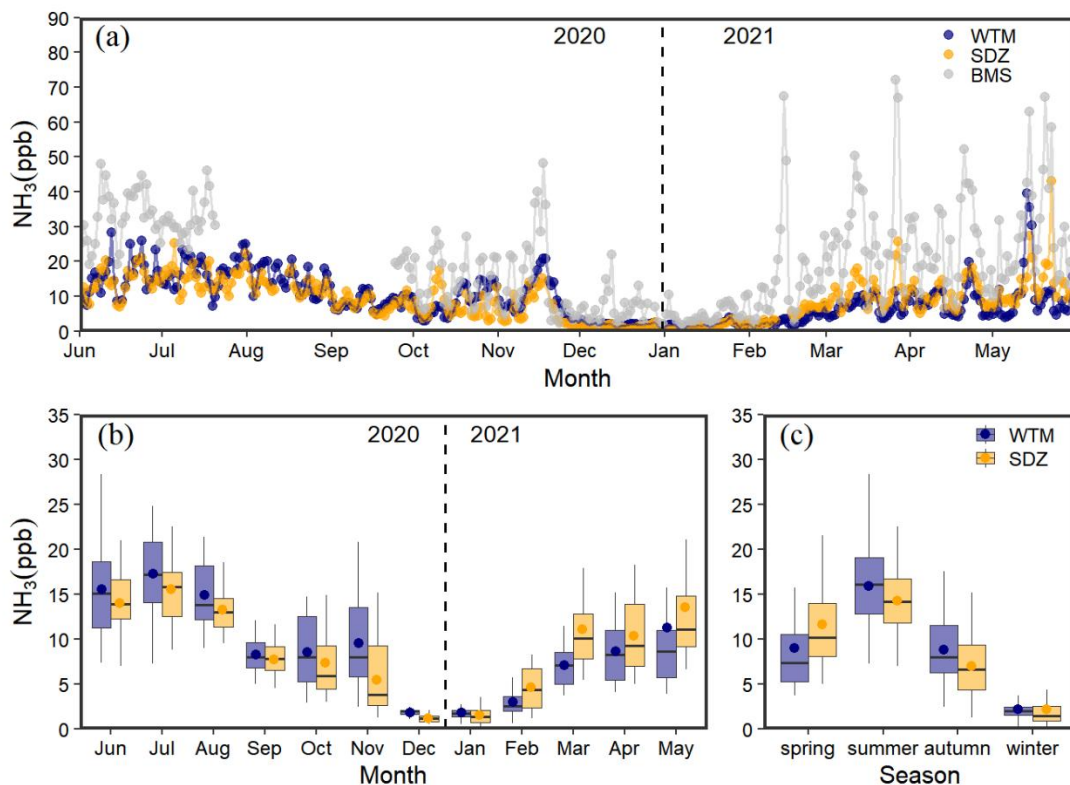 (a)
2020 2021
WTM
SDZ
BMS
NH3(ppb)
90
80
70
60
50
40
30
20
10
0
Jun Jul Aug Sep Oct Nov Dec Jan Feb Mar Apr May
Month
(b)
2020 2021
NH3(ppb)
35
30
25
20
15
10
5
0
Jun Jul Aug Sep Oct Nov Dec Jan Feb Mar Apr May
Month
(c)
WTM
SDZ
35
30
25
20
15
10
5
0
spring summer autumn winter
Season